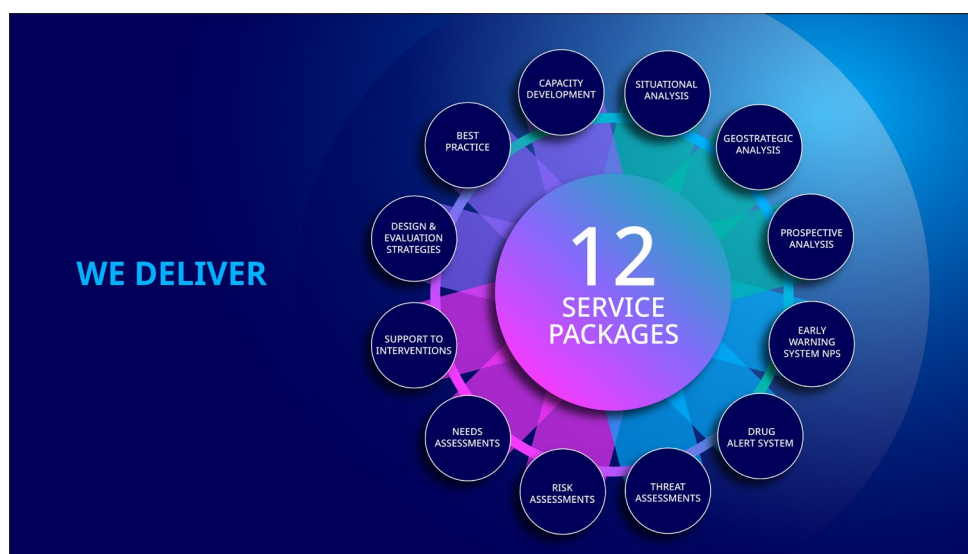 WE DELIVER
12
SERVICE
PACKAGES
SITUATIONAL
ANALYSIS
GEOSTRATEGIC
ANALYSIS
PROSPECTIVE
ANALYSIS
EARLY
WARNING
SYSTEM NPS
DRUG
ALERT SYSTEM
THREAT
ASSESSMENTS
RISK
ASSESSMENTS
NEEDS
ASSESSMENTS
SUPPORT TO
INTERVENTIONS
DESIGN &
EVALUATION
STRATEGIES
BEST
PRACTICE
CAPACITY
DEVELOPMENT